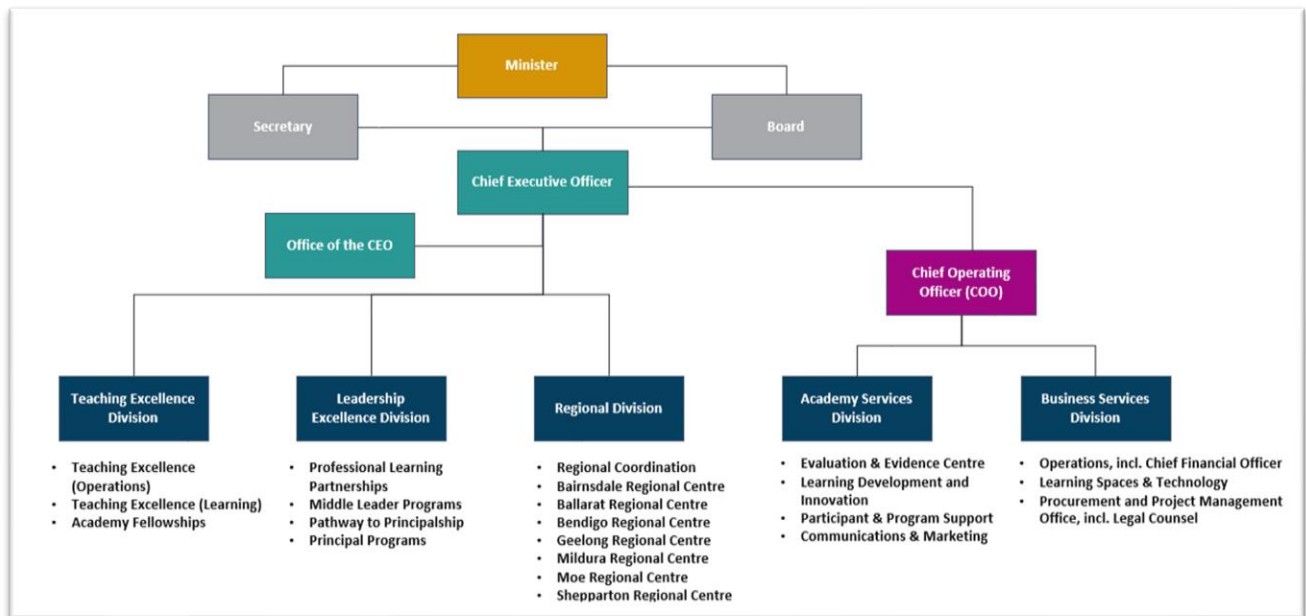 Minister
Secretary
Board
Chief Executive Officer
Office of the CEO
Chief Operating
Officer (COO)
Teaching Excellence
Division
Leadership
Excellence Division
Regional Division
Academy Services
Division
Business Services
Division
• Teaching Excellence
(Operations)
• Teaching Excellence (Learning)
• Academy Fellowships
• Professional Learning
Partnerships
• Middle Leader Programs
• Pathway to Principalship
• Principal Programs
• Regional Coordination
• Bairnsdale Regional Centre
• Ballarat Regional Centre
• Bendigo Regional Centre
• Geelong Regional Centre
• Mildura Regional Centre
• Moe Regional Centre
• Shepparton Regional Centre
• Evaluation & Evidence Centre
• Learning Development and
Innovation
• Participant & Program Support
• Communications & Marketing
• Operations, incl. Chief Financial Officer
• Learning Spaces & Technology
• Procurement and Project Management
Office, incl. Legal Counsel